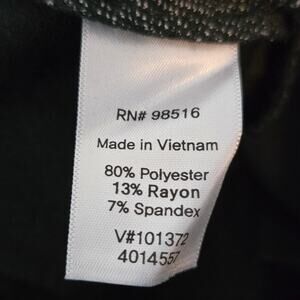 RN# 98516
Made in Vietnam
80% Polyester
13% Rayon
7% Spandex
V#101372
4014557